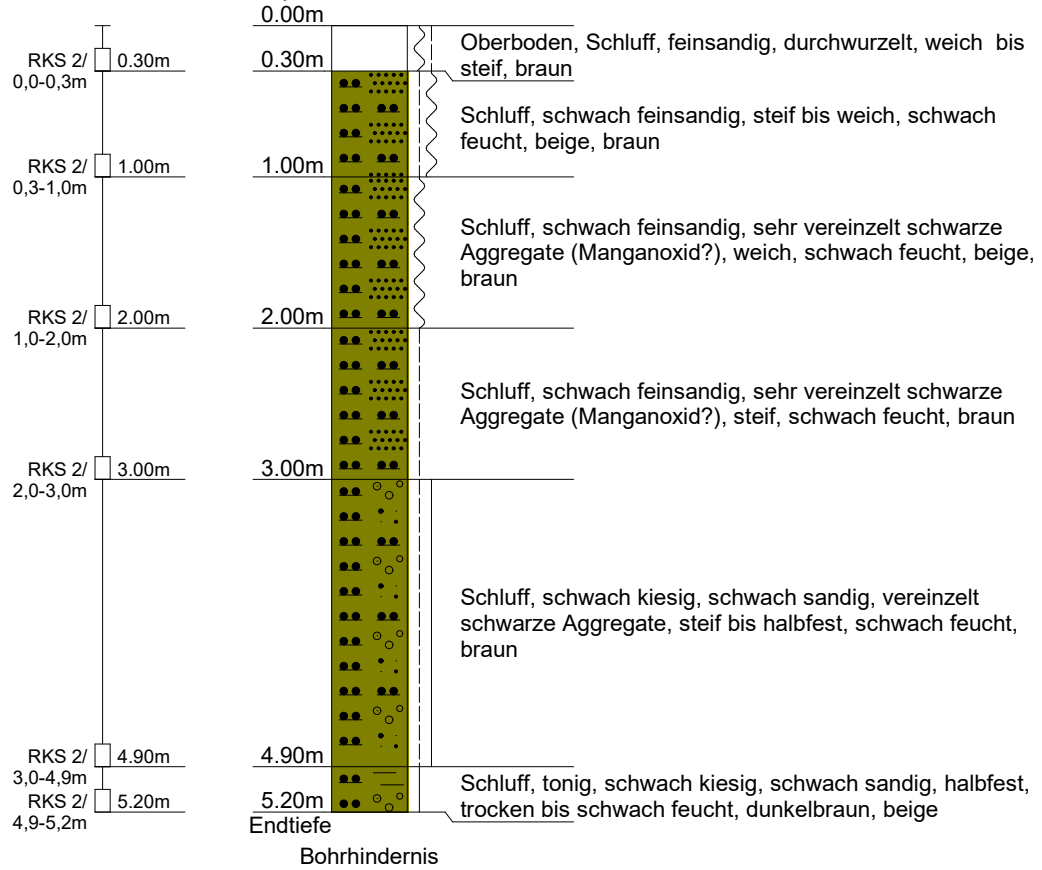 0.00m
RKS 2/ 0.30m
0,0-0,3m
0.30m
Oberboden, Schluff, feinsandig, durchwurzelt, weich bis
steif, braun
Schluff, schwach feinsandig, steif bis weich, schwach
feucht, beige, braun
RKS 2/ 1.00m
0,3-1,0m
1.00m
Schluff, schwach feinsandig, sehr vereinzelt schwarze
Aggregate (Manganoxid?), weich, schwach feucht, beige,
braun
RKS 2/ 2.00m
1,0-2,0m
2.00m
Schluff, schwach feinsandig, sehr vereinzelt schwarze
Aggregate (Manganoxid?), steif, schwach feucht, braun
RKS 2/ 3.00m
2,0-3,0m
3.00m
Schluff, schwach kiesig, schwach sandig, vereinzelt
schwarze Aggregate, steif bis halbfest, schwach feucht,
braun
RKS 2/ 4.90m
3,0-4,9m
4.90m
Schluff, tonig, schwach kiesig, schwach sandig, halbfest,
trocken bis schwach feucht, dunkelbraun, beige
RKS 2/ 5.20m
4,9-5,2m
5.20m
Endtiefe
Bohrhindernis